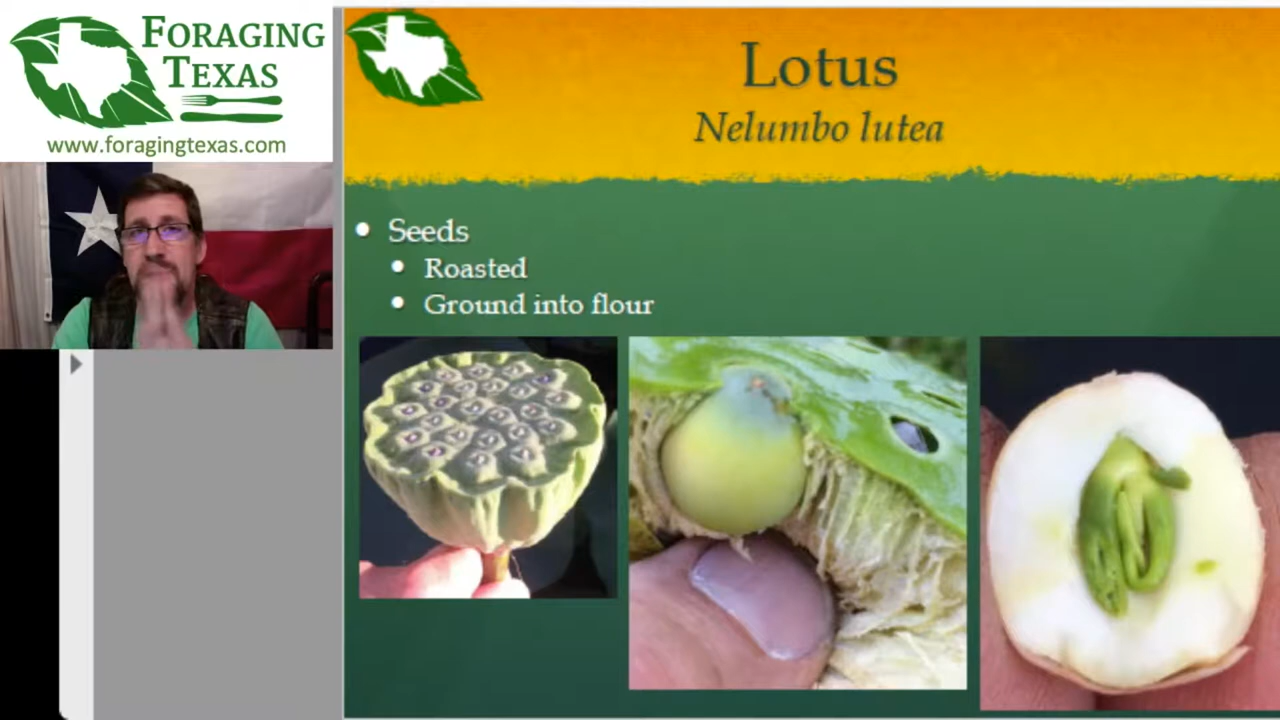 FORAGING
TEXAS
www.foragingtexas.com
Lotus
Nelumbo lutea
Seeds
Roasted
Ground into flour